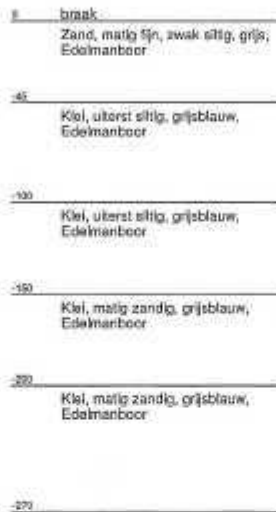 0 braak
Zand, matig fijn, zwak siltig, grijs,
Edelmanboor
-45
Klei, uiterst siltig, grijsblauw,
Edelmanboor
-100
Klei, uiterst siltig, grijsblauw,
Edelmanboor
-150
Klei, matig zandig, grijsblauw,
Edelmanboor
-200
Klei, matig zandig, grijsblauw,
Edelmanboor
-270